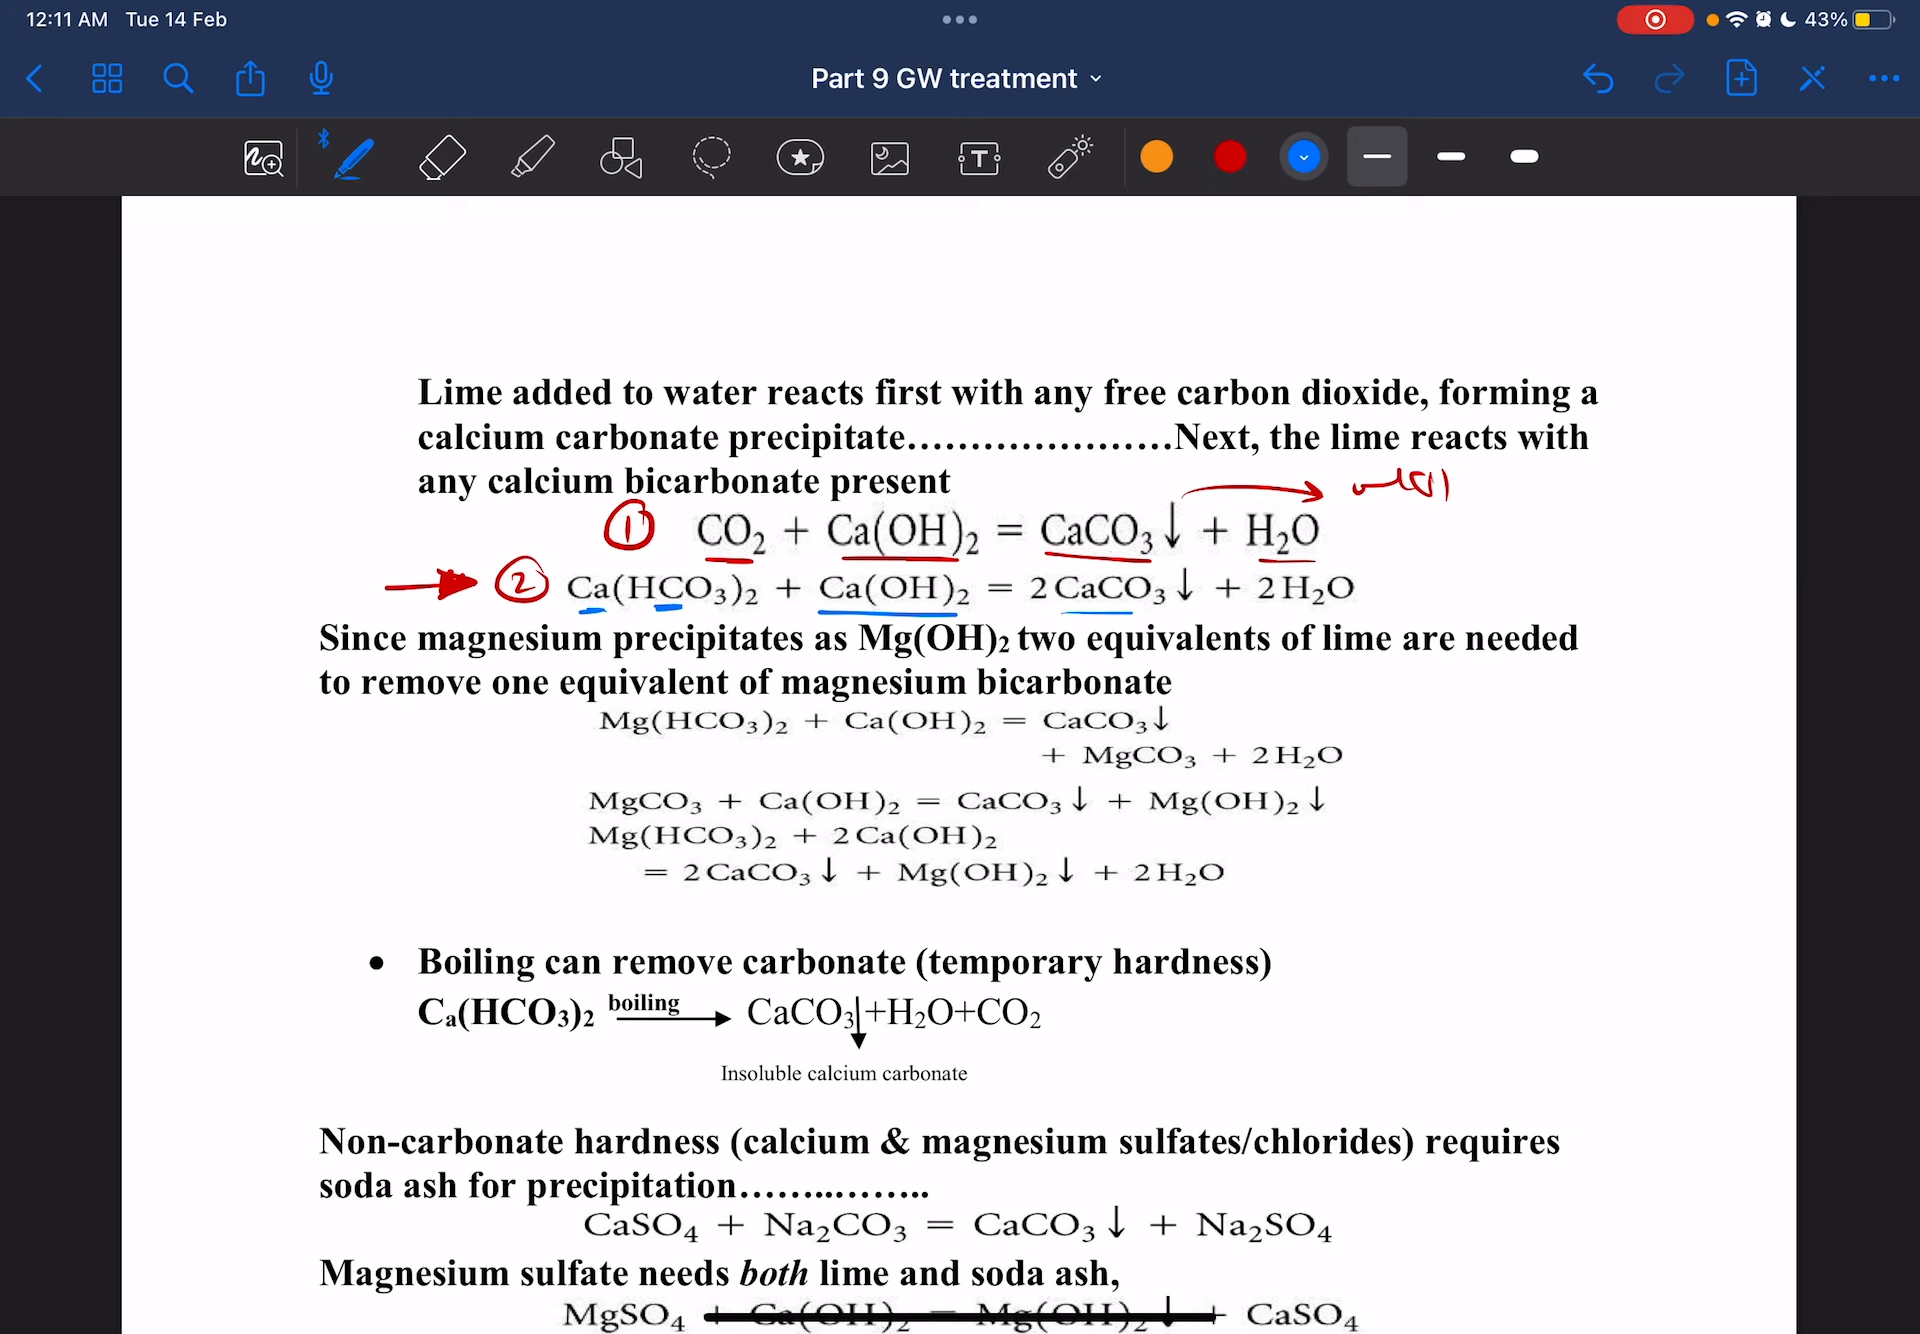 12:11 AM Tue 14 Feb
43%
Part 9 GW treatment
Lime added to water reacts first with any free carbon dioxide, forming a
calcium carbonate precipitate.....................Next, the lime reacts with
any calcium bicarbonate present
① CO₂ + Ca(OH)₂ = CaCO₃↓ + H₂O
② Ca(HCO₃)₂ + Ca(OH)₂ = 2CaCO₃↓ + 2H₂O
Since magnesium precipitates as Mg(OH)₂ two equivalents of lime are needed
to remove one equivalent of magnesium bicarbonate
Mg(HCO₃)₂ + Ca(OH)₂ = CaCO₃↓
+ MgCO₃ + 2H₂O
MgCO₃ + Ca(OH)₂ = CaCO₃↓ + Mg(OH)₂↓
Mg(HCO₃)₂ + 2Ca(OH)₂
= 2CaCO₃↓ + Mg(OH)₂↓ + 2H₂O
• Boiling can remove carbonate (temporary hardness)
boiling
Ca(HCO₃)₂ → CaCO₃↓+H₂O+CO₂
Insoluble calcium carbonate
Non-carbonate hardness (calcium & magnesium sulfates/chlorides) requires
soda ash for precipitation..................
CaSO₄ + Na₂CO₃ = CaCO₃↓ + Na₂SO₄
Magnesium sulfate needs both lime and soda ash,
MgSO₄ + Ca(OH)₂ = Mg(OH)₂↓ + CaSO₄